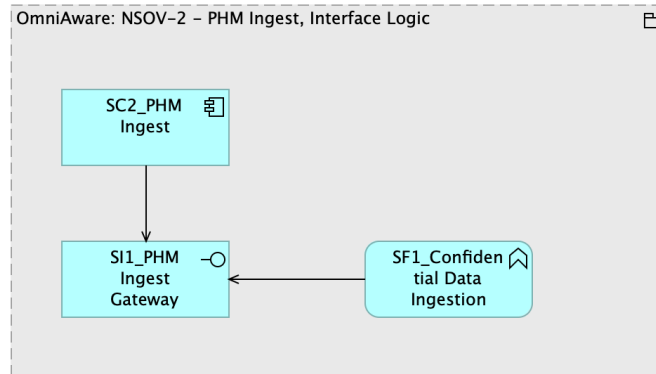 OmniAware: NSOV-2 – PHM Ingest, Interface Logic
SC2_PHM
Ingest
SI1_PHM
Ingest
Gateway
SF1_Confiden
tial Data
Ingestion